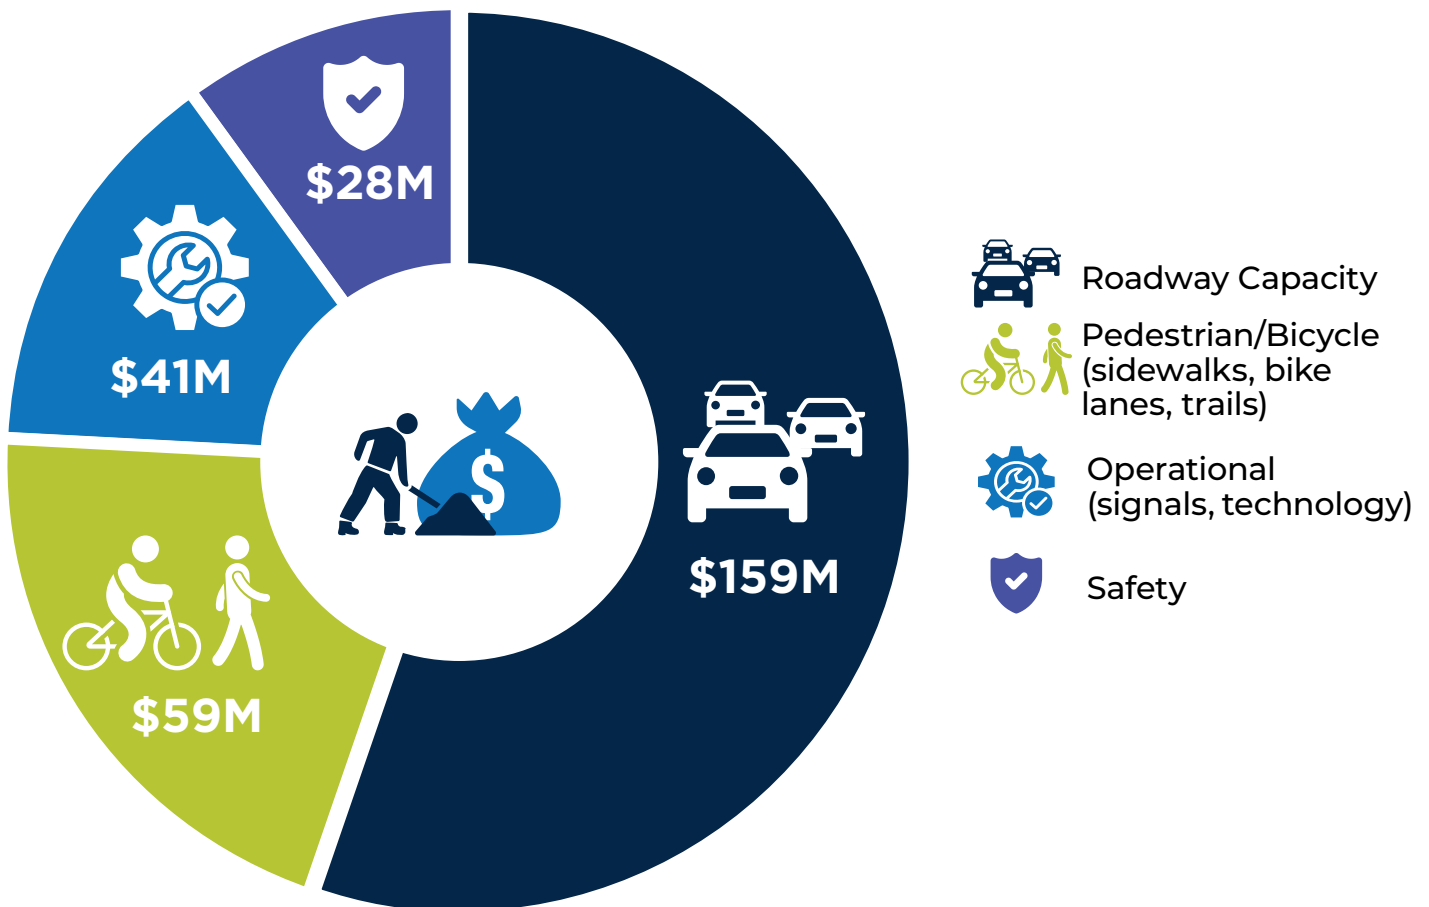 $28M
$41M
$
$159M
$59M
Roadway Capacity
Pedestrian/Bicycle
(sidewalks, bike
lanes, trails)
Operational
(signals, technology)
Safety